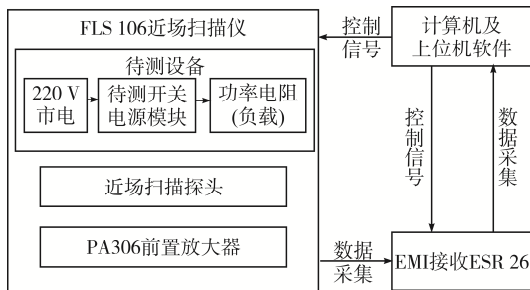 FLS 106近场扫描仪
待测设备
220 V
市电
待测开关
电源模块
功率电阻
(负载)
近场扫描探头
PA306前置放大器
控制
信号
计算机及
上位机软件
控制信号
数据采集
数据
采集
EMI接收ESR 26